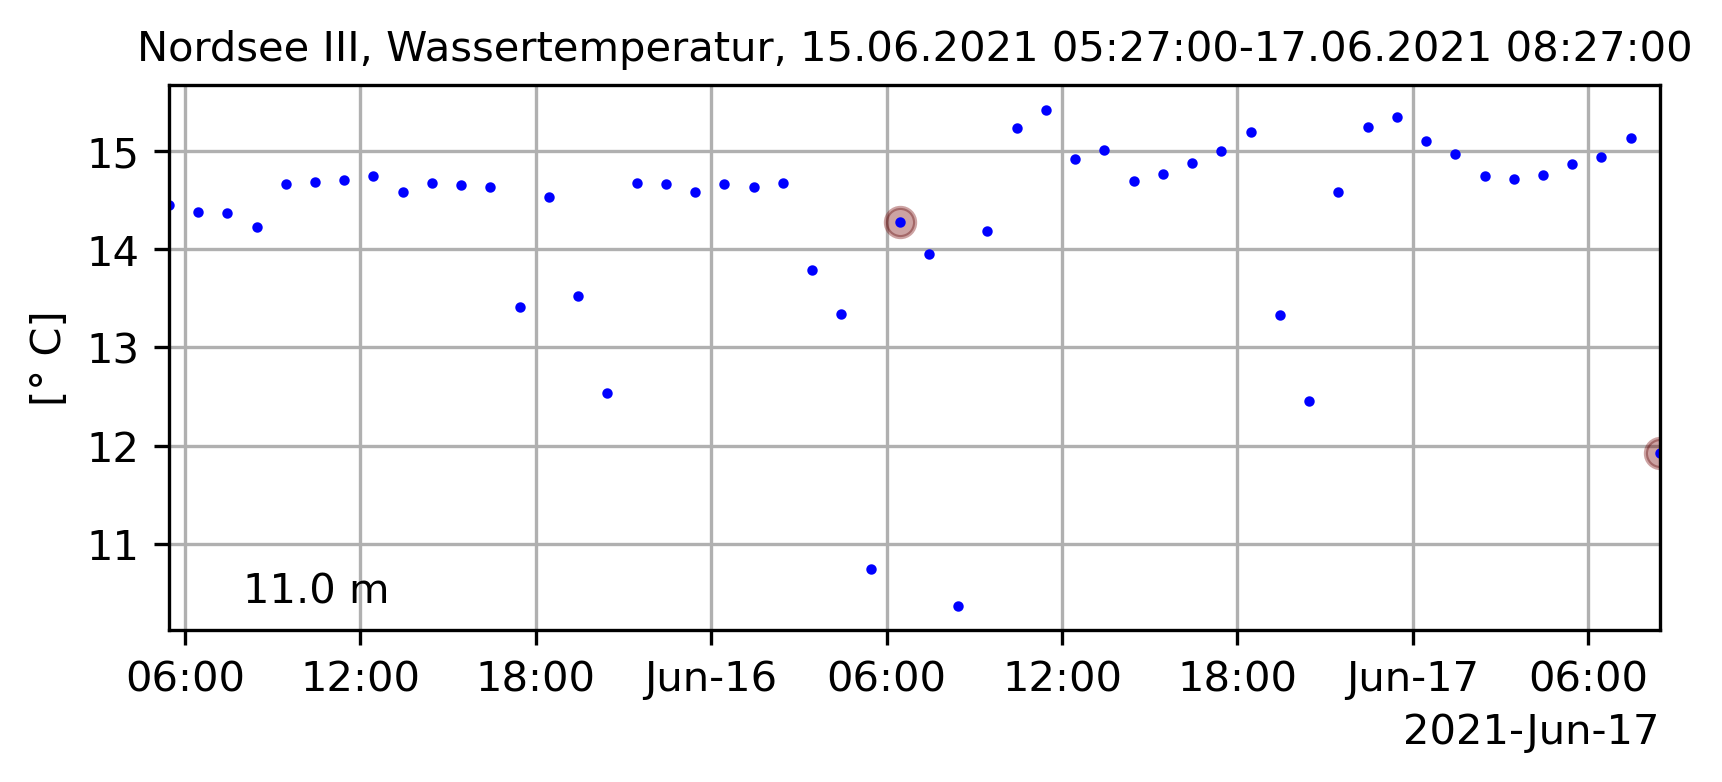 Nordsee III, Wassertemperatur, 15.06.2021 05:27:00-17.06.2021 08:27:00
15
14
13
12
11
[° C]
11.0 m
06:00 12:00 18:00 Jun-16 06:00 12:00 18:00 Jun-17 06:00
2021-Jun-17